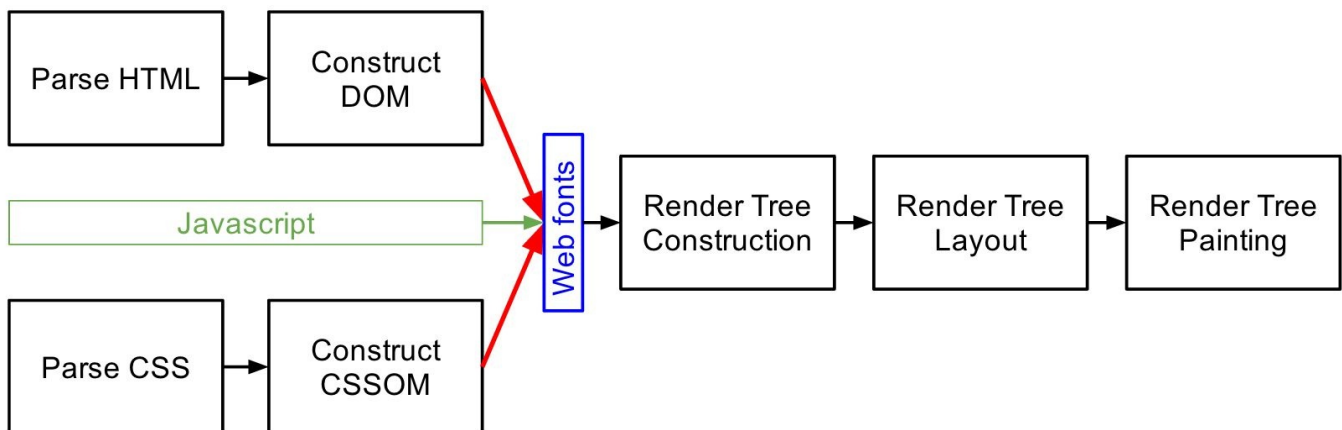 Parse HTML
Construct
DOM
Javascript
Parse CSS
Construct
CSSOM
Web fonts
Render Tree
Construction
Render Tree
Layout
Render Tree
Painting